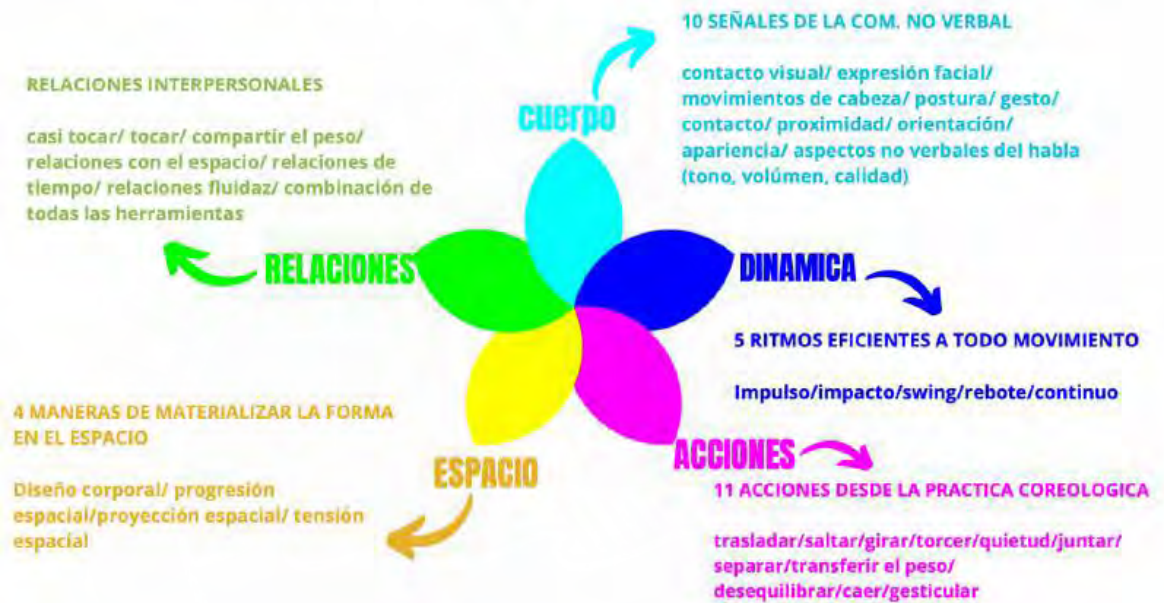 cuerpo
10 SEÑALES DE LA COM. NO VERBAL
contacto visual/ expresión facial/
movimientos de cabeza/ postura/ gesto/
contacto/ proximidad/ orientación/
apariencia/ aspectos no verbales del habla
(tono, volúmen, calidad)
DINAMICA
5 RITMOS EFICIENTES A TODO MOVIMIENTO
Impulso/impacto/swing/rebote/continuo
ACCIONES
11 ACCIONES DESDE LA PRACTICA COREOLOGICA
trasladar/saltar/girar/torcer/quietud/juntar/
separar/transferir el peso/
desequilibrar/caer/gesticular
ESPACIO
4 MANERAS DE MATERIALIZAR LA FORMA
EN EL ESPACIO
Diseño corporal/ progresión
espacial/proyección espacial/ tensión
espacial
RELACIONES
RELACIONES INTERPERSONALES
casi tocar/ tocar/ compartir el peso/
relaciones con el espacio/ relaciones de
tiempo/ relaciones fluidaz/ combinación de
todas las herramientas